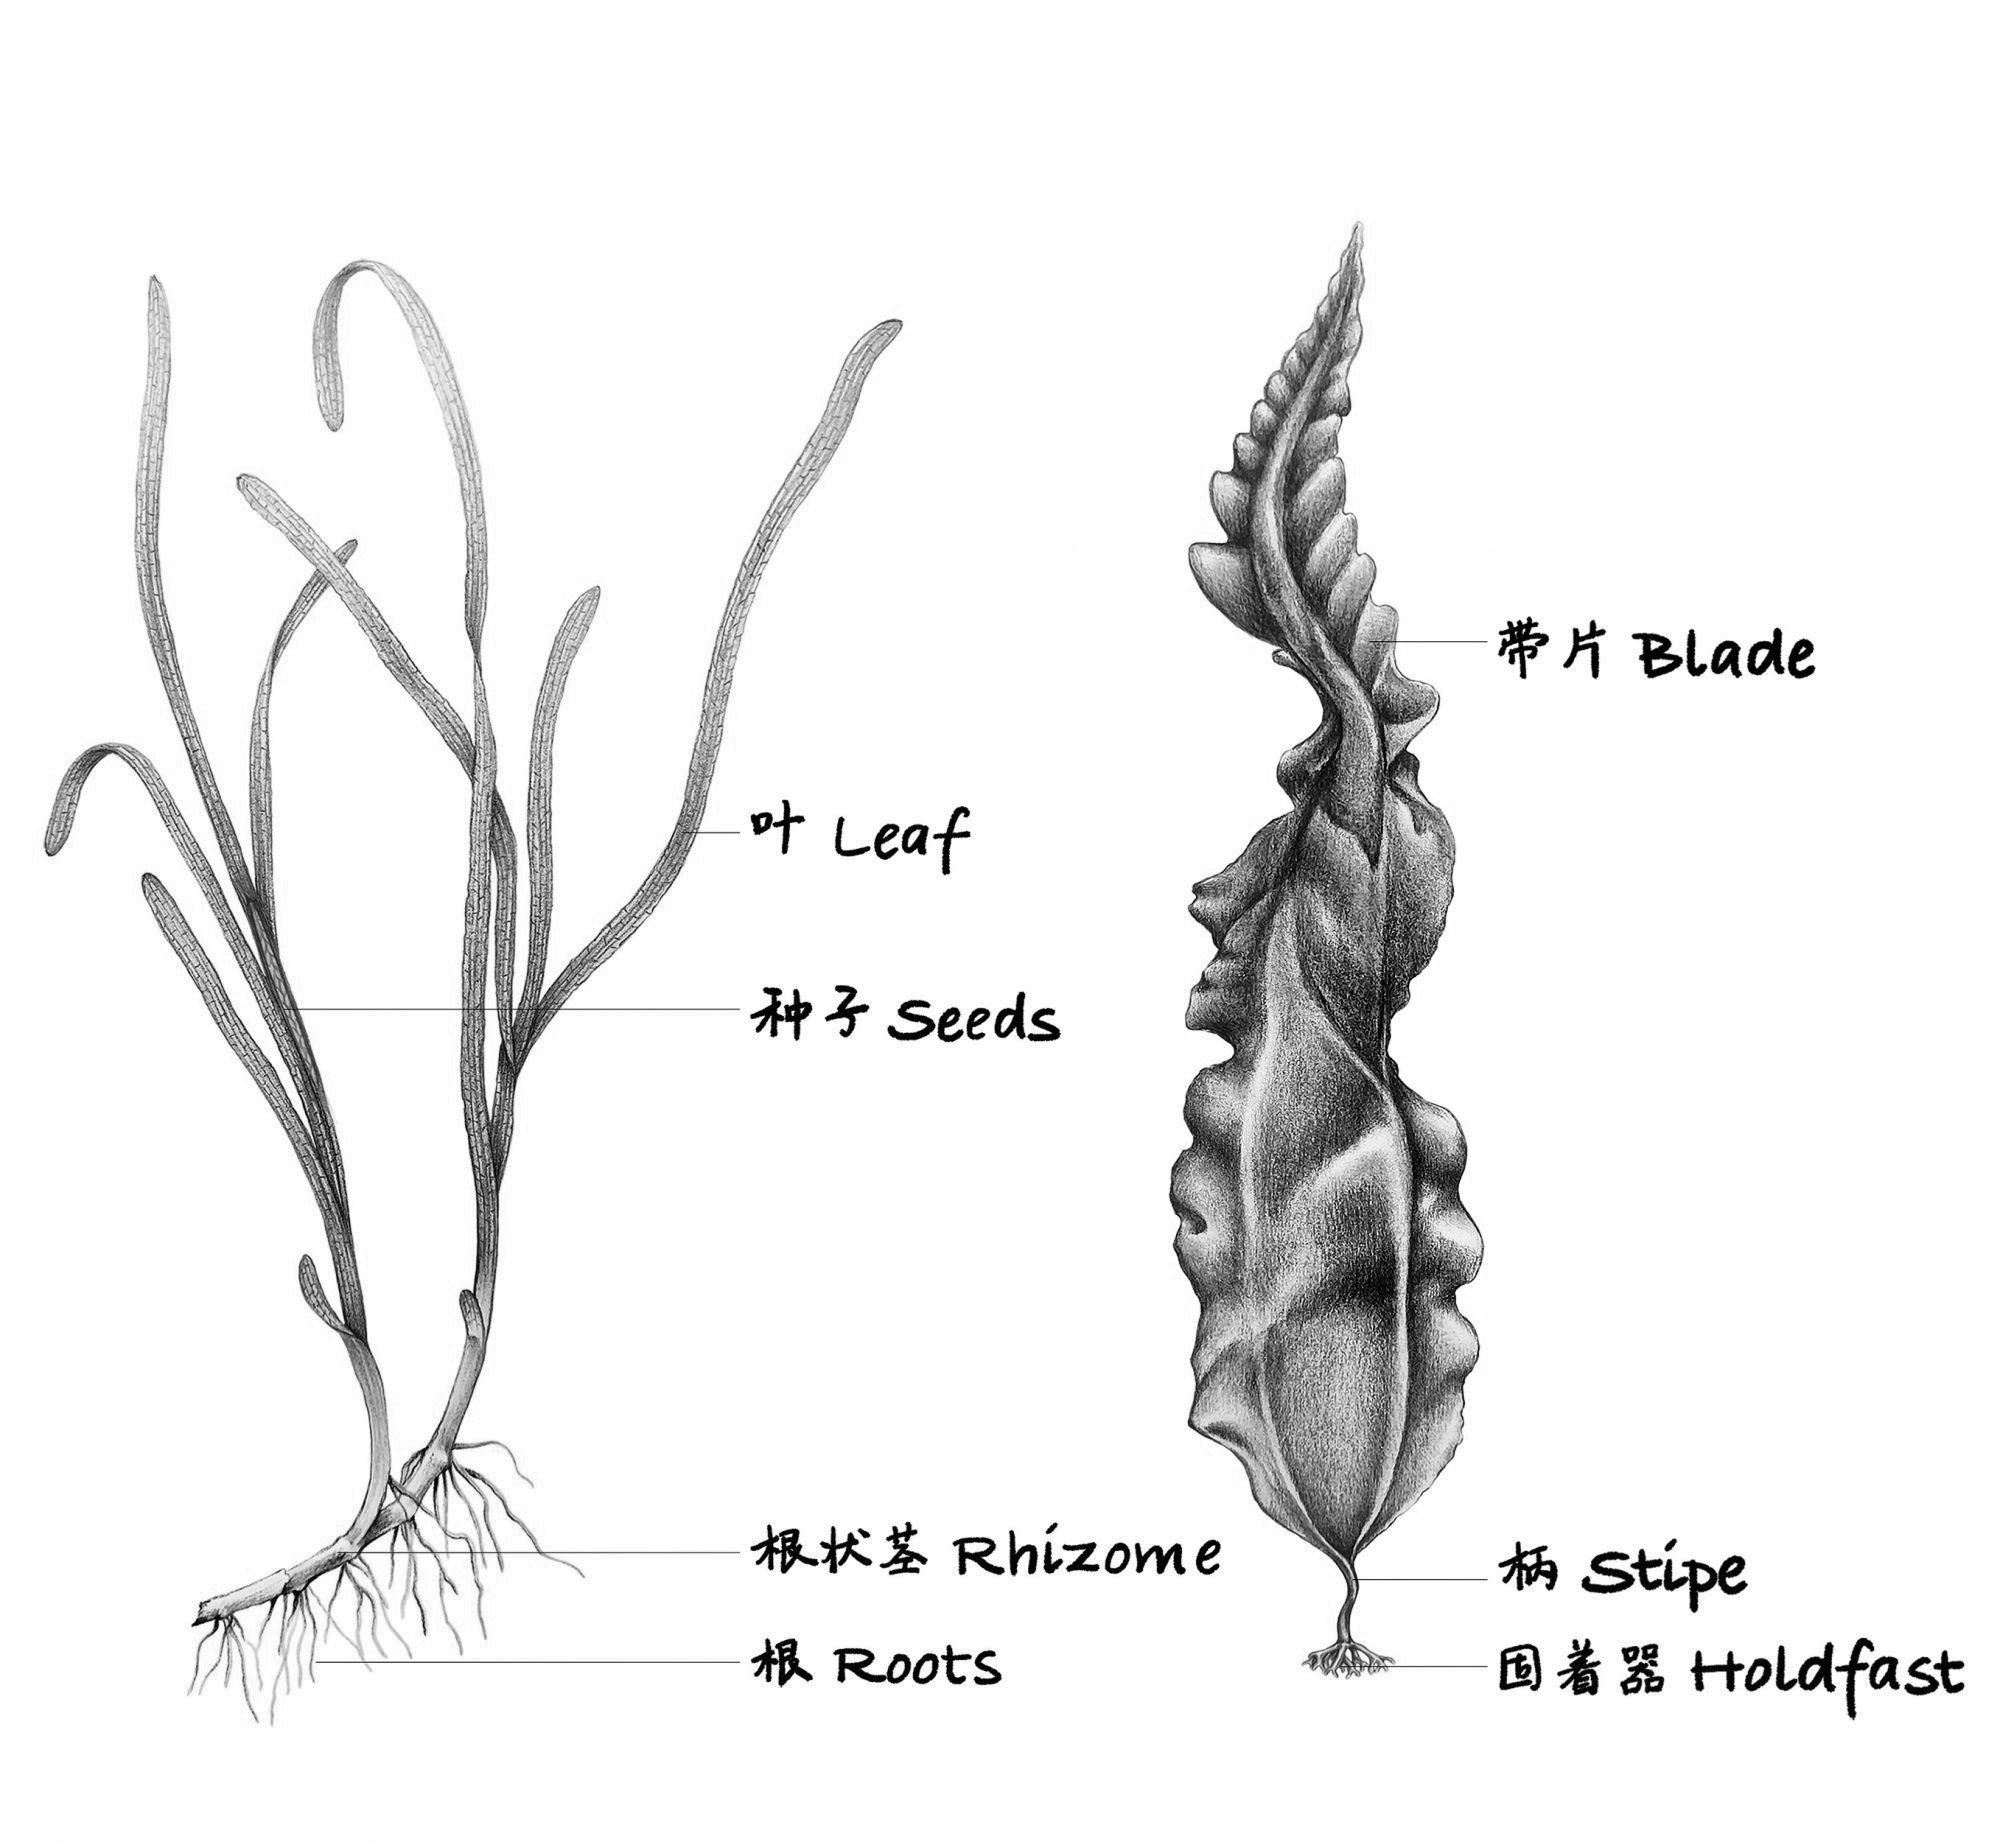 叶 Leaf
种子 Seeds
根状茎 Rhizome
根 Roots
带片 Blade
柄 Stipe
固着器 Holdfast